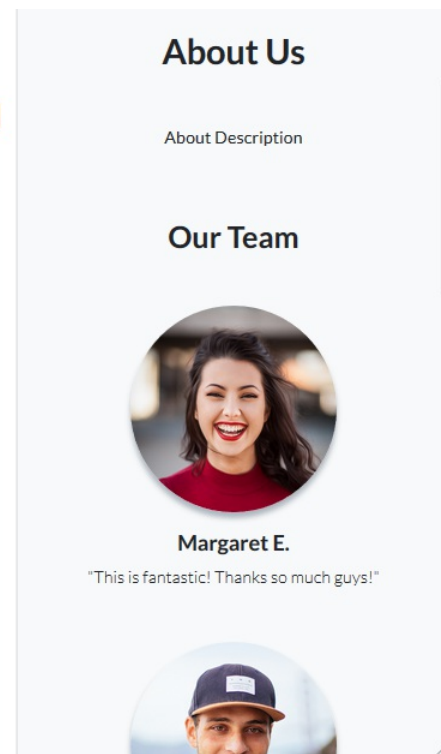 About Us
About Description
Our Team
Margaret E.
"This is fantastic! Thanks so much guys!"